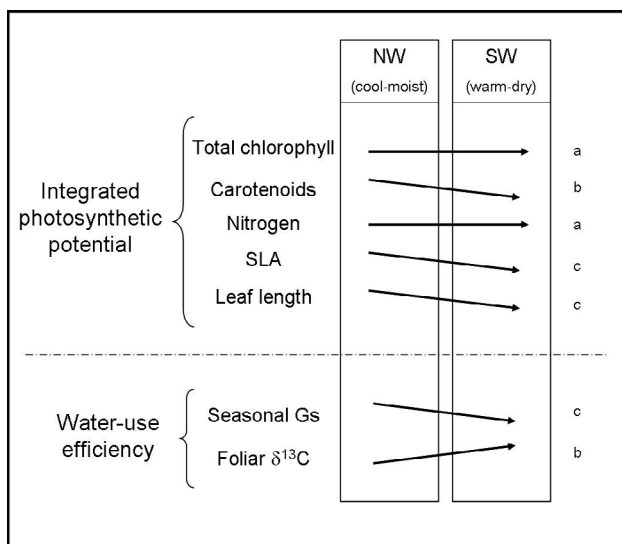 NW SW
(cool-moist) (warm-dry)
Total chlorophyll a
Carotenoids b
Integrated
photosynthetic
potential
Nitrogen a
SLA c
Leaf length c
Water-use
efficiency
Seasonal Gs c
Foliar δ¹³C b